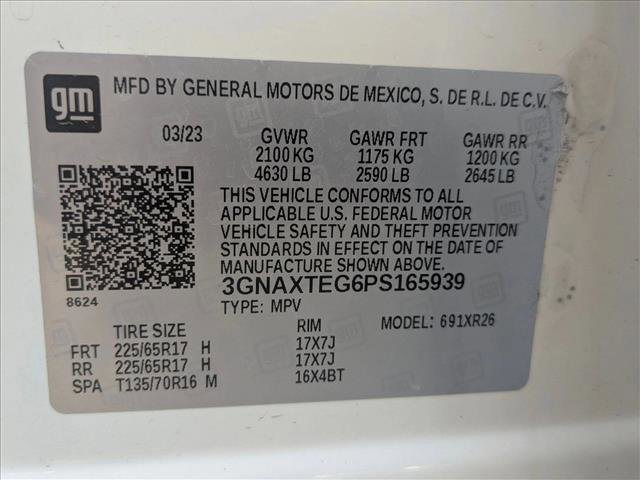 gm
MFD BY GENERAL MOTORS DE MEXICO, S. DE R.L. DE C.V.
03/23 GVWR GAWR FRT GAWR RR
2100 KG 1175 KG 1200 KG
4630 LB 2590 LB 2645 LB
THIS VEHICLE CONFORMS TO ALL
APPLICABLE U.S. FEDERAL MOTOR
VEHICLE SAFETY AND THEFT PREVENTION
STANDARDS IN EFFECT ON THE DATE OF
MANUFACTURE SHOWN ABOVE.
8624 3GNAXTEG6PS165939
TYPE: MPV MODEL: 691XR26
TIRE SIZE RIM
FRT 225/65R17 H 17X7J
RR 225/65R17 H 17X7J
SPA T135/70R16 M 16X4BT